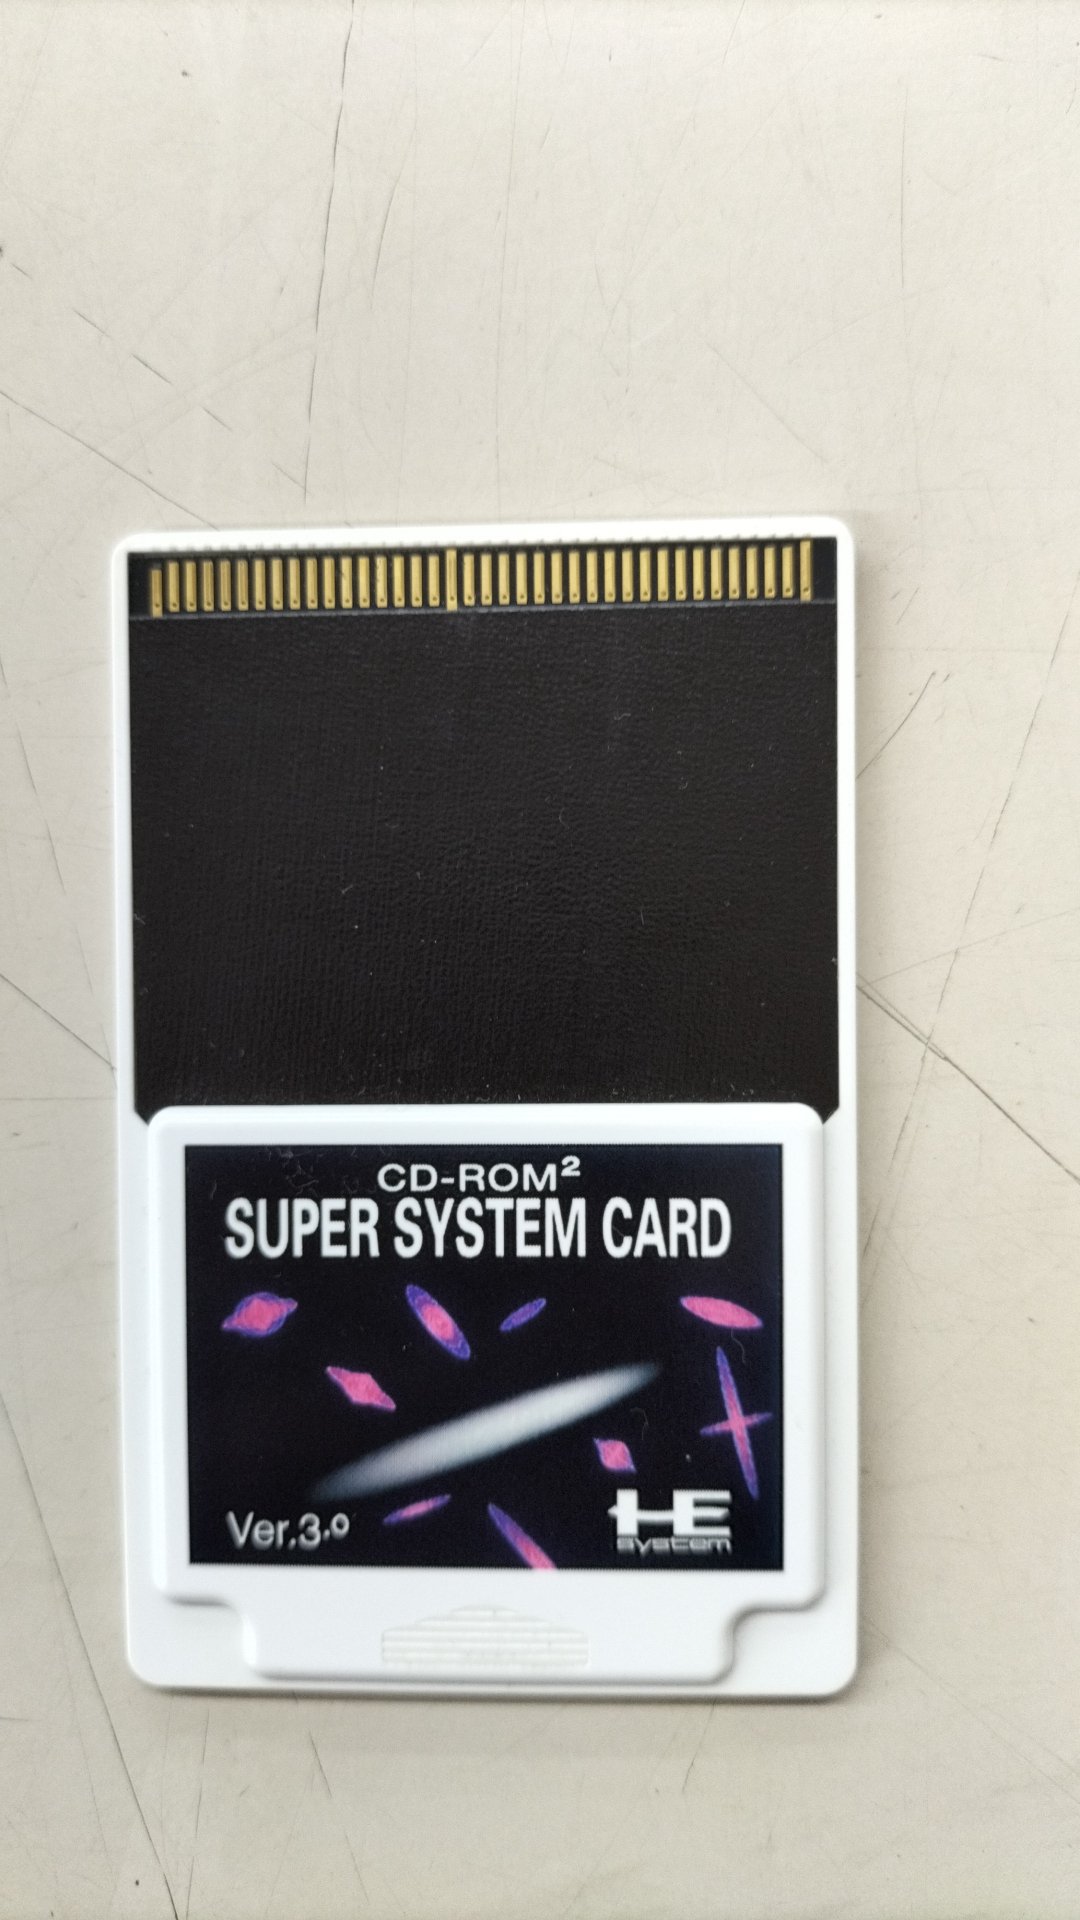 CD-ROM²
SUPER SYSTEM CARD
Ver.3.0
HE
system